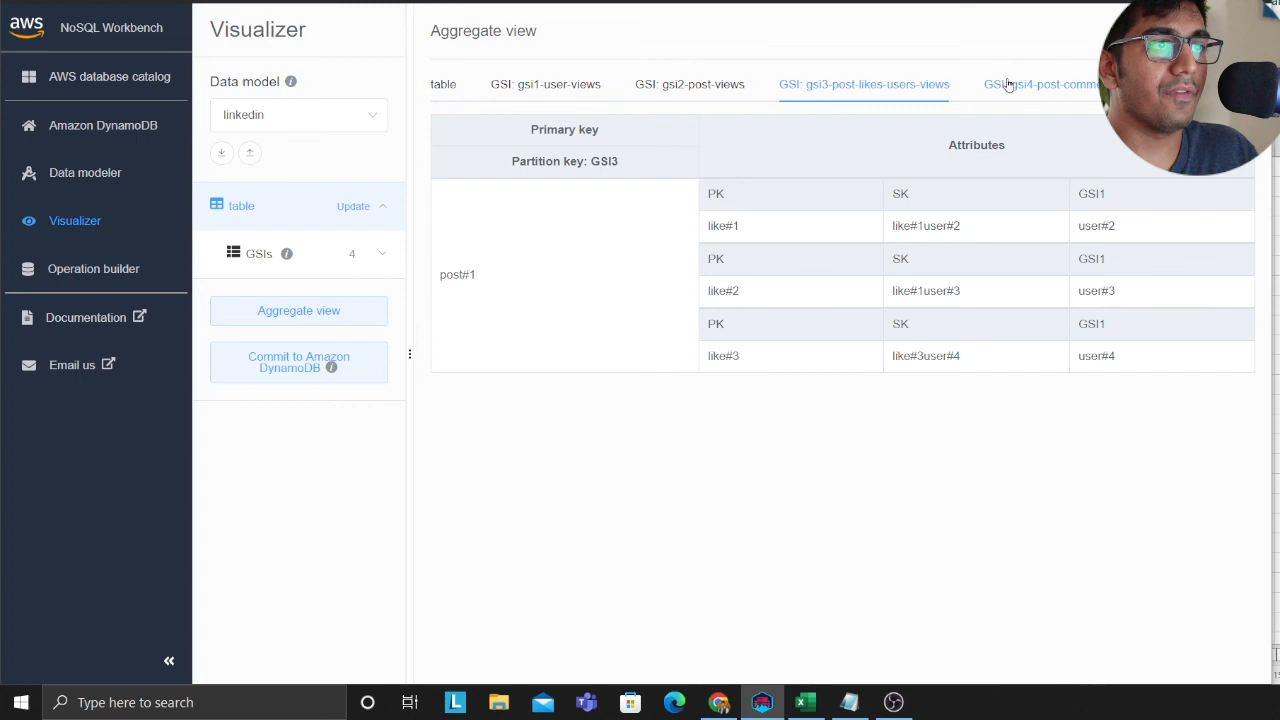 aws
NoSQL Workbench
AWS database catalog
Amazon DynamoDB
Data modeler
Visualizer
Operation builder
Documentation
Email us
«
Visualizer
Data model
linkedin
table
Update
GSIs
4
Aggregate view
Commit to Amazon
DynamoDB
Aggregate view
table
GSI: gsi1-user-views
GSI: gsi2-post-views
GSI: gsi3-post-likes-users-views
GSI: gsi4-post-comme
Primary key
Attributes
Partition key: GSI3
post#1
PK
SK
GSI1
like#1
like#1user#2
user#2
PK
SK
GSI1
like#2
like#1user#3
user#3
PK
SK
GSI1
like#3
like#3user#4
user#4
Type here to search